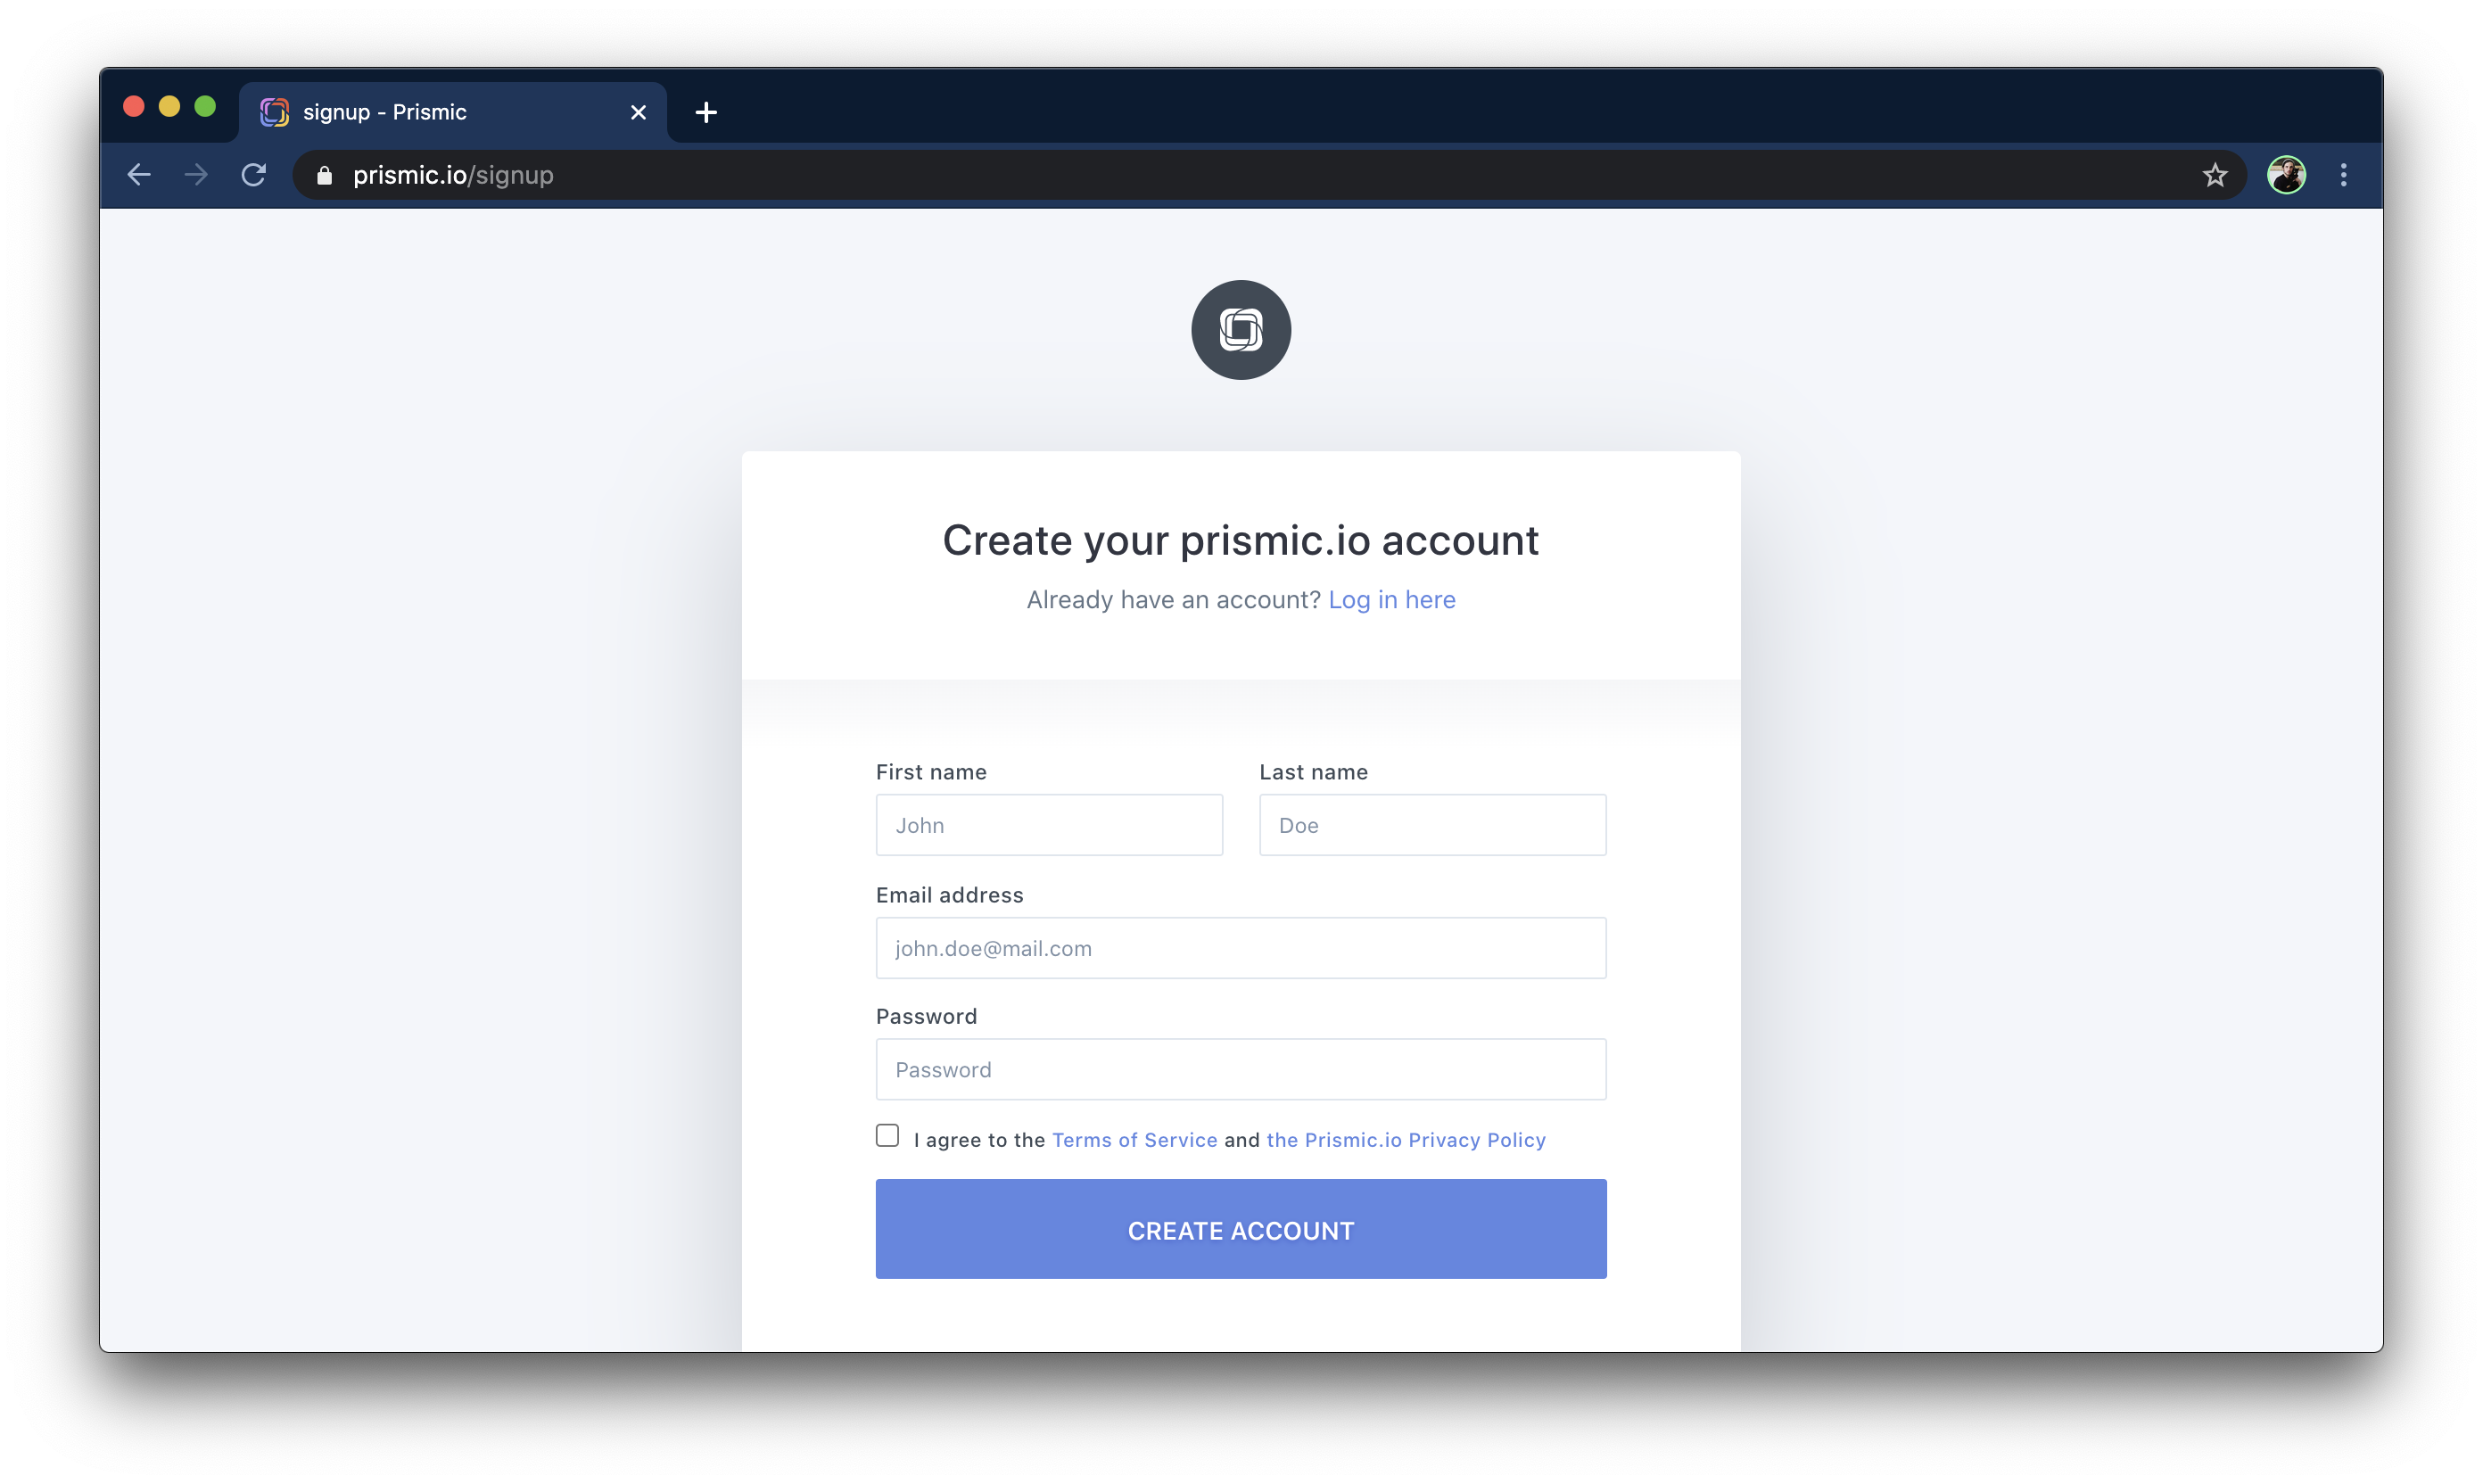 signup - Prismic
prismic.io/signup
Create your prismic.io account
Already have an account? Log in here
First name
Last name
John
Doe
Email address
john.doe@mail.com
Password
Password
I agree to the Terms of Service and the Prismic.io Privacy Policy
CREATE ACCOUNT